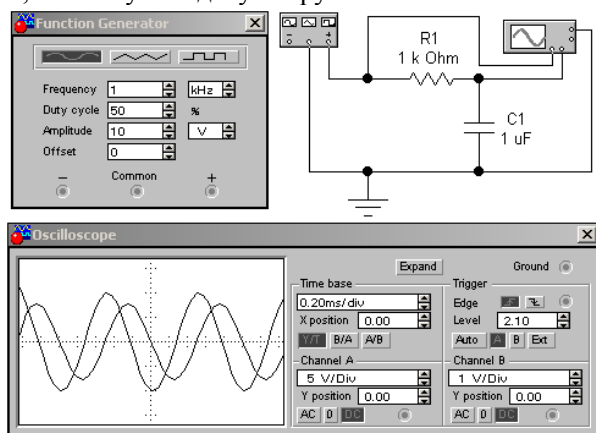 Function Generator
Frequency 1 kHz
Duty cycle 50 %
Amplitude 10 V
Offset 0
− Common +
R1
1 k Ohm
C1
1 uF
Oscilloscope
Expand Ground
Time base
0.20ms/div
X position 0.00
Y/T B/A A/B
Trigger
Edge
Level 2.10
Auto A B Ext
Channel A
5 V/Div
Y position 0.00
AC 0 DC
Channel B
1 V/Div
Y position 0.00
AC 0 DC